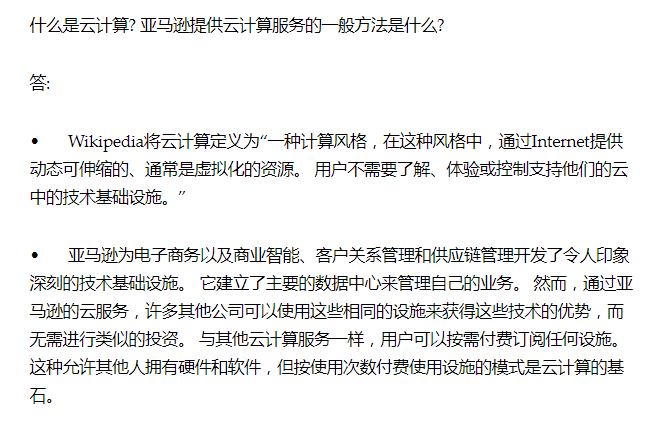 什么是云计算? 亚马逊提供云计算服务的一般方法是什么?
答:
• Wikipedia将云计算定义为“一种计算风格，在这种风格中，通过Internet提供
动态可伸缩的、通常是虚拟化的资源。 用户不需要了解、体验或控制支持他们的云
中的技术基础设施。”
• 亚马逊为电子商务以及商业智能、客户关系管理和供应链管理开发了令人印象
深刻的技术基础设施。 它建立了主要的数据中心来管理自己的业务。 然而，通过亚
马逊的云服务，许多其他公司可以使用这些相同的设施来获得这些技术的优势，而
无需进行类似的投资。 与其他云计算服务一样，用户可以按需付费订阅任何设施。
这种允许其他人拥有硬件和软件，但按使用次数付费使用设施的模式是云计算的基
石。